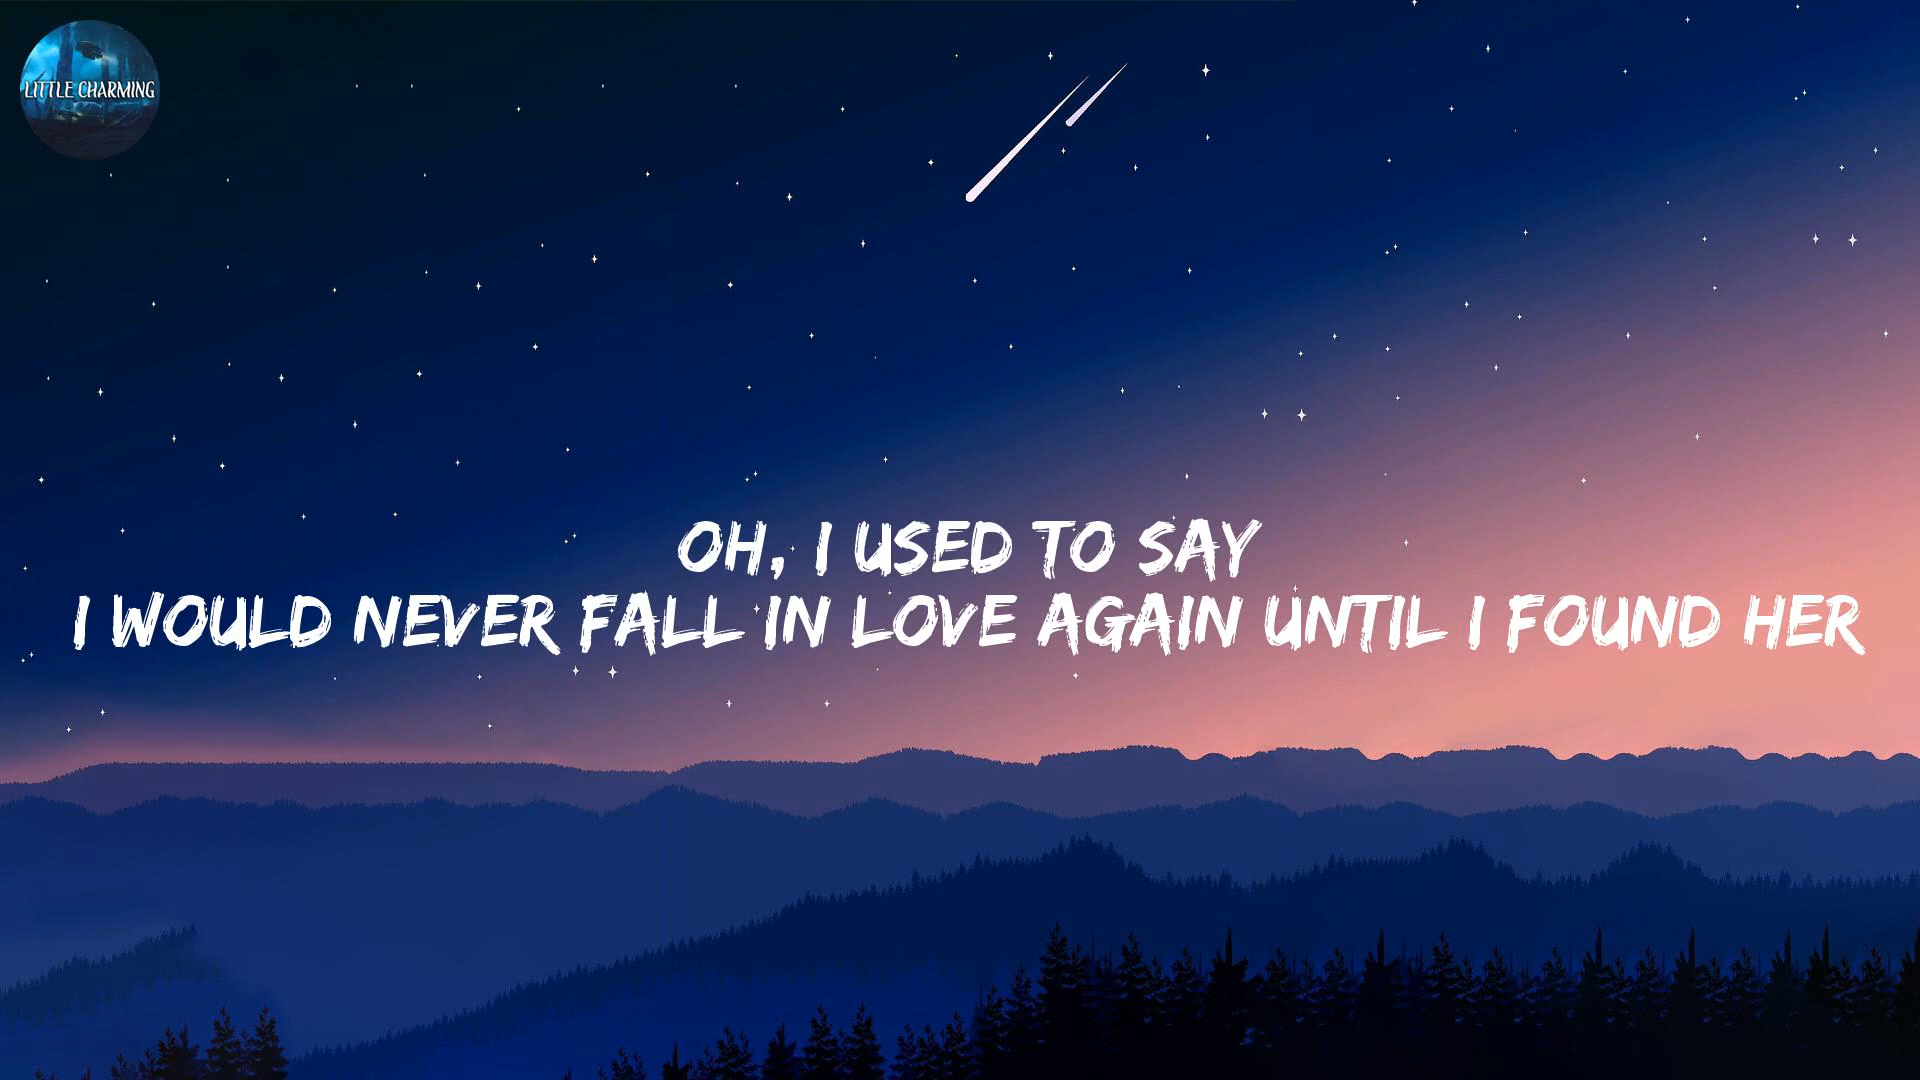 LITTLE CHARMING
OH, I USED TO SAY
I WOULD NEVER FALL IN LOVE AGAIN UNTIL I FOUND HER